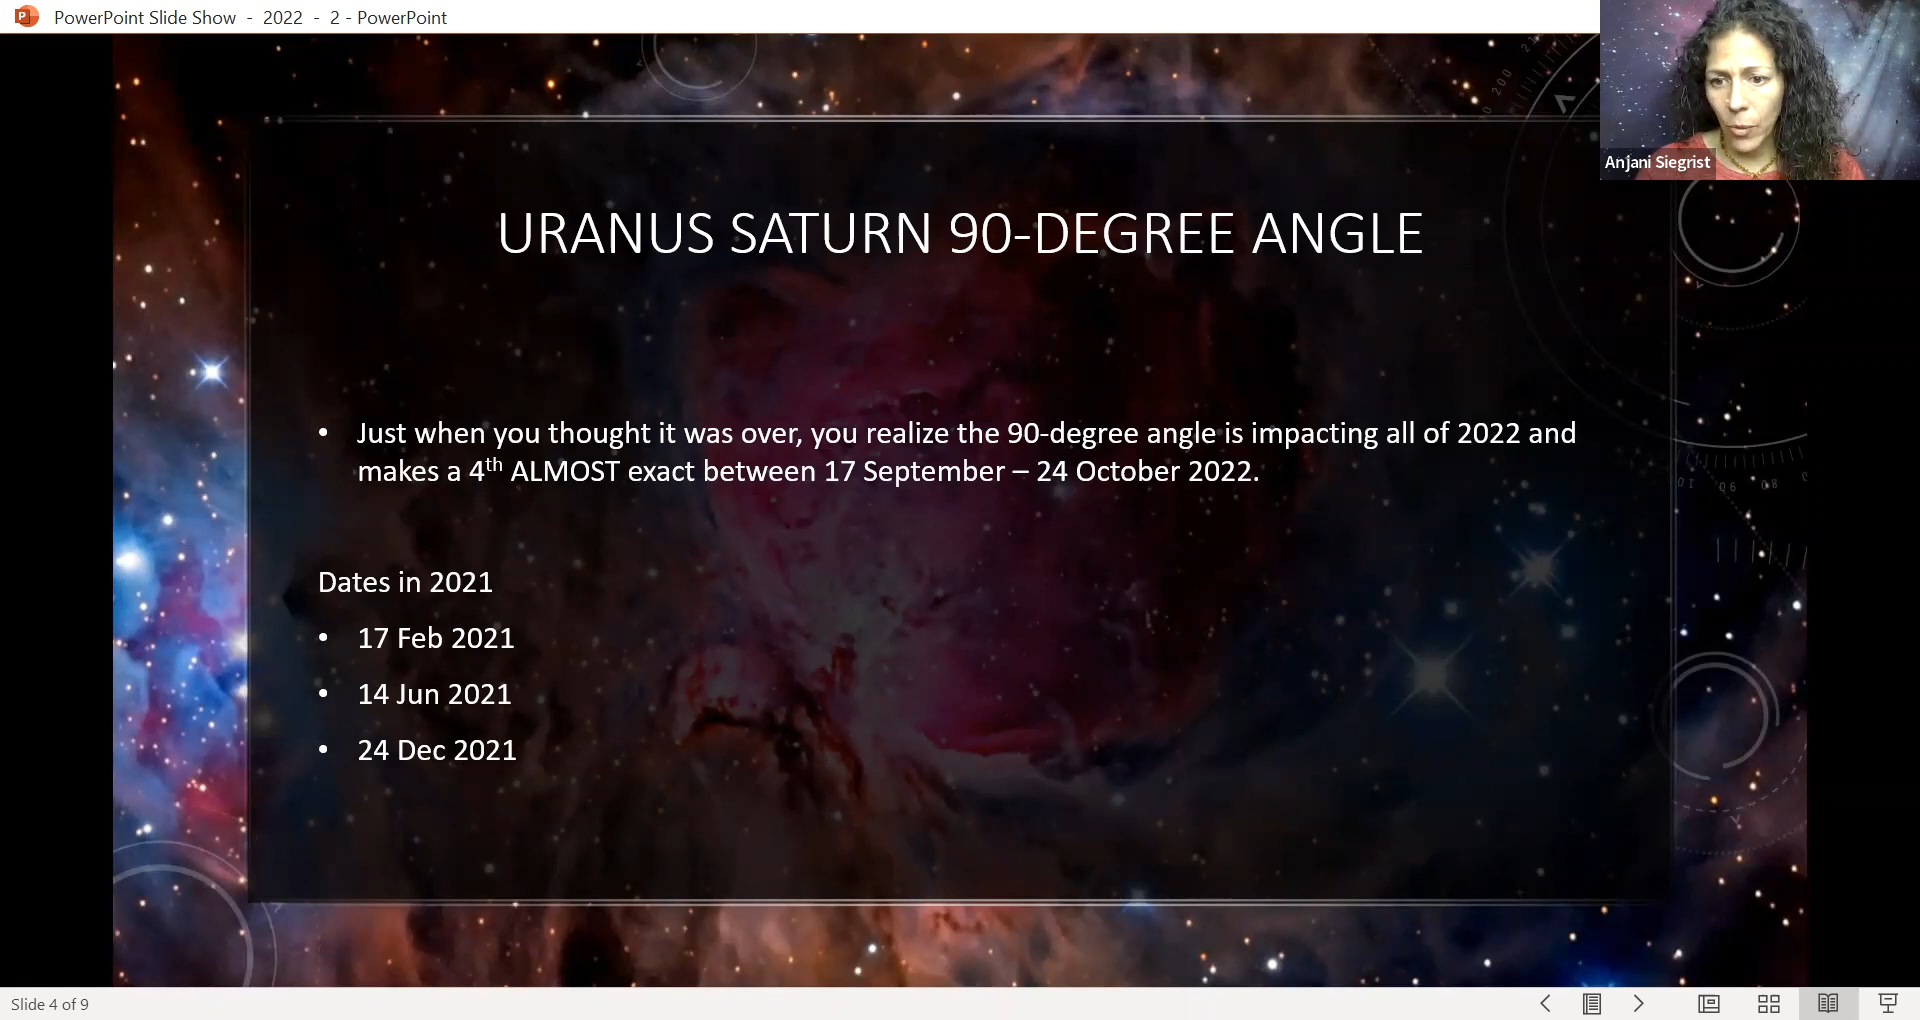 PowerPoint Slide Show - 2022 - 2 - PowerPoint
Anjani Siegrist
URANUS SATURN 90-DEGREE ANGLE
• Just when you thought it was over, you realize the 90-degree angle is impacting all of 2022 and
makes a 4th ALMOST exact between 17 September – 24 October 2022.
Dates in 2021
• 17 Feb 2021
• 14 Jun 2021
• 24 Dec 2021
Slide 4 of 9